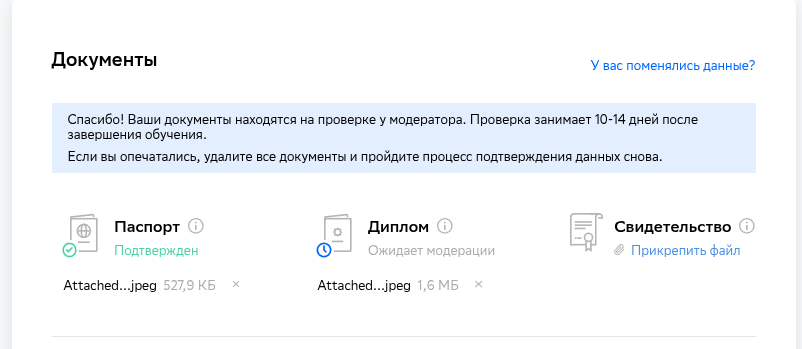 Документы
У вас поменялись данные?
Спасибо! Ваши документы находятся на проверке у модератора. Проверка занимает 10-14 дней после
завершения обучения.
Если вы опечатались, удалите все документы и пройдите процесс подтверждения данных снова.
Паспорт
Подтвержден
Attached...jpeg 527,9 КБ
Диплом
Ожидает модерации
Attached...jpeg 1,6 МБ
Свидетельство
Прикрепить файл